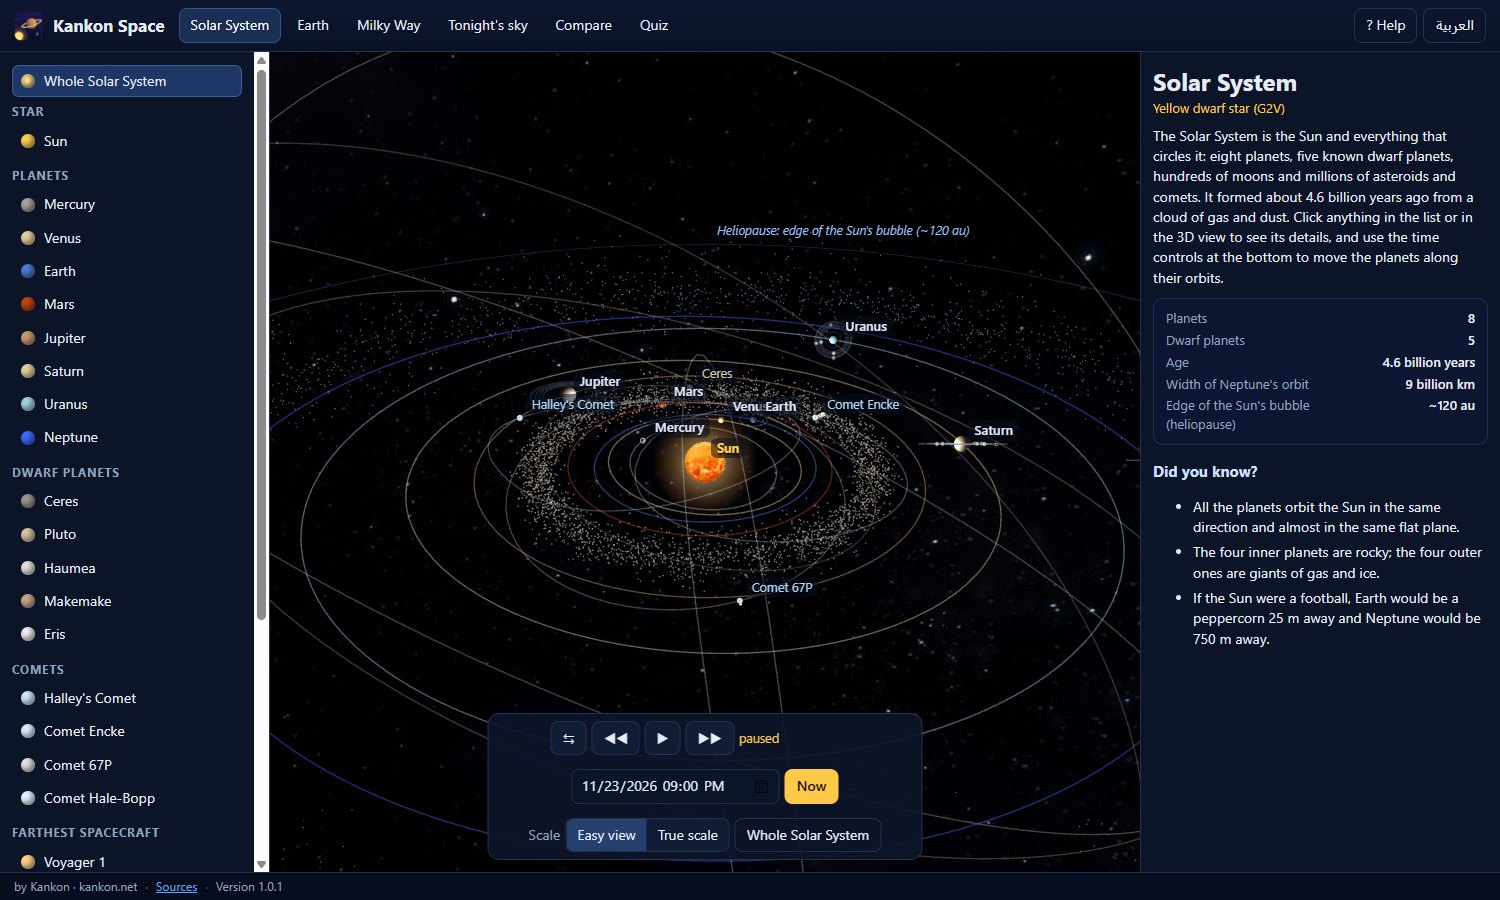 Kankon Space
Solar System
Earth
Milky Way
Tonight's sky
Compare
Quiz
? Help
العربية
Whole Solar System
STAR
Sun
PLANETS
Mercury
Venus
Earth
Mars
Jupiter
Saturn
Uranus
Neptune
DWARF PLANETS
Ceres
Pluto
Haumea
Makemake
Eris
COMETS
Halley's Comet
Comet Encke
Comet 67P
Comet Hale-Bopp
FARTHEST SPACECRAFT
Voyager 1
Heliopause: edge of the Sun's bubble (~120 au)
Uranus
Ceres
Jupiter
Mars
Halley's Comet
Venu
Earth
Comet Encke
Mercury
Saturn
Sun
Comet 67P
paused
11/23/2026 09:00 PM
Now
Scale
Easy view
True scale
Whole Solar System
Solar System
Yellow dwarf star (G2V)
The Solar System is the Sun and everything that
circles it: eight planets, five known dwarf planets,
hundreds of moons and millions of asteroids and
comets. It formed about 4.6 billion years ago from a
cloud of gas and dust. Click anything in the list or in
the 3D view to see its details, and use the time
controls at the bottom to move the planets along
their orbits.
Planets 8
Dwarf planets 5
Age 4.6 billion years
Width of Neptune's orbit 9 billion km
Edge of the Sun's bubble ~120 au
(heliopause)
Did you know?
• All the planets orbit the Sun in the same
direction and almost in the same flat plane.
• The four inner planets are rocky; the four outer
ones are giants of gas and ice.
• If the Sun were a football, Earth would be a
peppercorn 25 m away and Neptune would be
750 m away.
by Kankon · kankon.net · Sources · Version 1.0.1